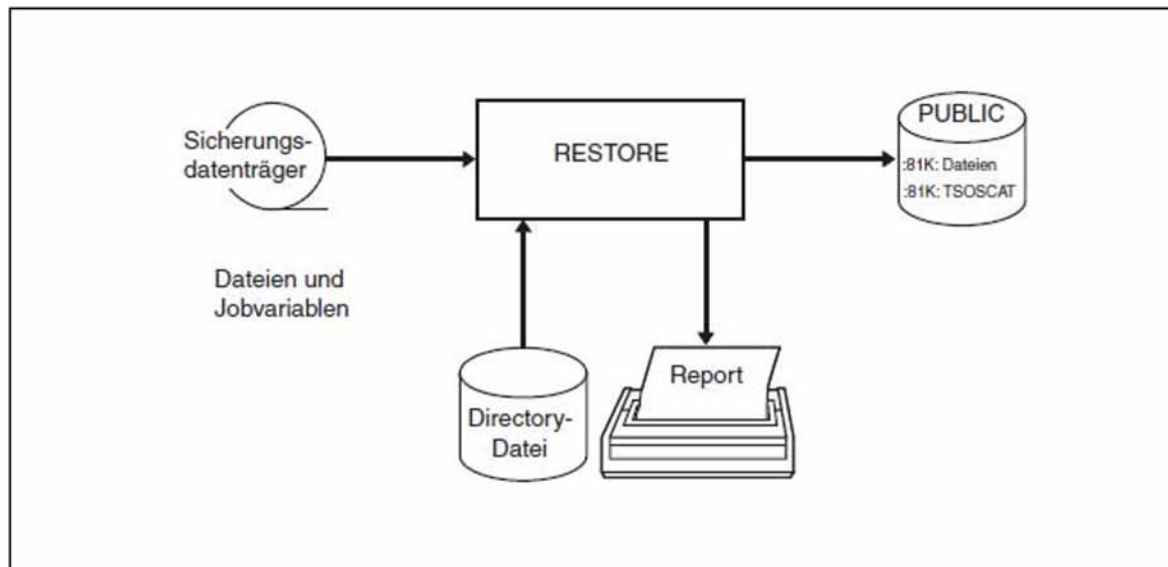 Sicherungs-
datenträger
RESTORE
PUBLIC
:81K: Dateien
:81K: TSOSCAT
Dateien und
Jobvariablen
Directory-
Datei
Report